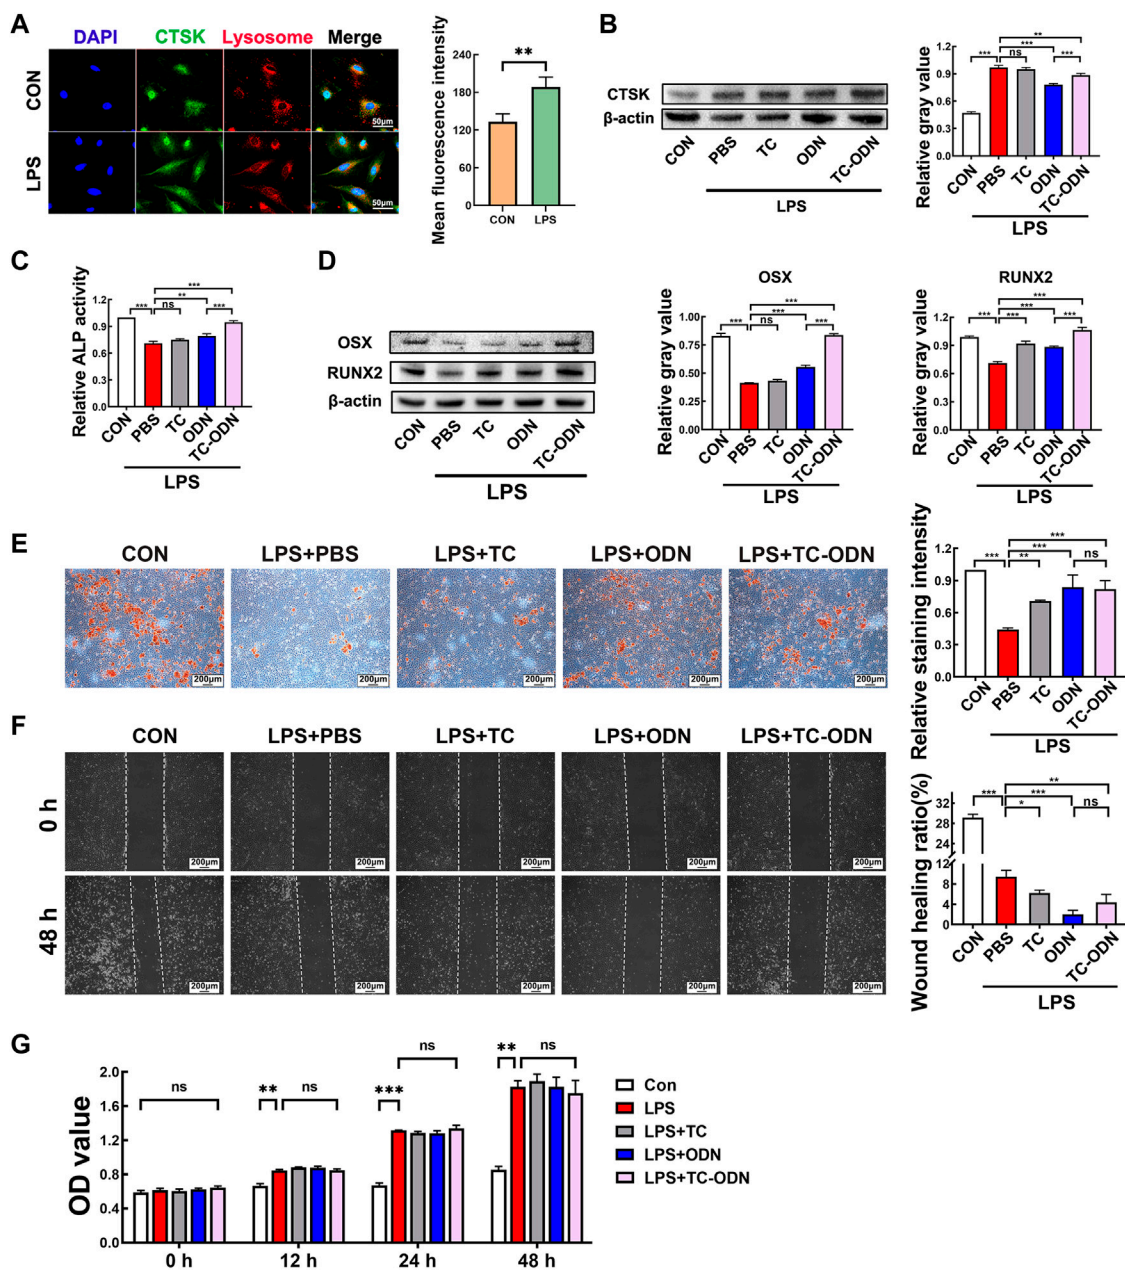 A
DAPI CTSK Lysosome Merge
CON
50μm
LPS
50μm
Mean fluorescence intensity
240
180
120
60
0
**
CON LPS
B
CTSK
β-actin
CON PBS TC ODN TC-ODN
LPS
Relative gray value
1.2
0.9
0.6
0.3
0.0
**
***
*** ns ***
CON PBS TC ODN TC-ODN
LPS
C
Relative ALP activity
1.2
0.9
0.6
0.3
0.0
***
**
*** ns ***
CON PBS TC ODN TC-ODN
LPS
D
OSX
RUNX2
β-actin
CON PBS TC ODN TC-ODN
LPS
OSX
Relative gray value
1.00
0.75
0.50
0.25
0.00
***
***
*** ns ***
CON PBS TC ODN TC-ODN
LPS
RUNX2
Relative gray value
1.2
0.9
0.6
0.3
0.0
***
***
*** *** ***
CON PBS TC ODN TC-ODN
LPS
E
CON LPS+PBS LPS+TC LPS+ODN LPS+TC-ODN
200μm 200μm 200μm 200μm 200μm
Relative staining intensity
1.2
0.9
0.6
0.3
0
***
***
*** ** ns
CON PBS TC ODN TC-ODN
LPS
F
CON LPS+PBS LPS+TC LPS+ODN LPS+TC-ODN
0 h
200μm 200μm 200μm 200μm 200μm
48 h
200μm 200μm 200μm 200μm 200μm
Wound healing ratio(%)
32
28
24
12
8
4
0
**
*** ***
* ns
CON PBS TC ODN TC-ODN
LPS
G
OD value
2.0
1.6
1.2
0.8
0.4
0.0
ns
** ns
*** ns
** ns
0 h 12 h 24 h 48 h
Con
LPS
LPS+TC
LPS+ODN
LPS+TC-ODN